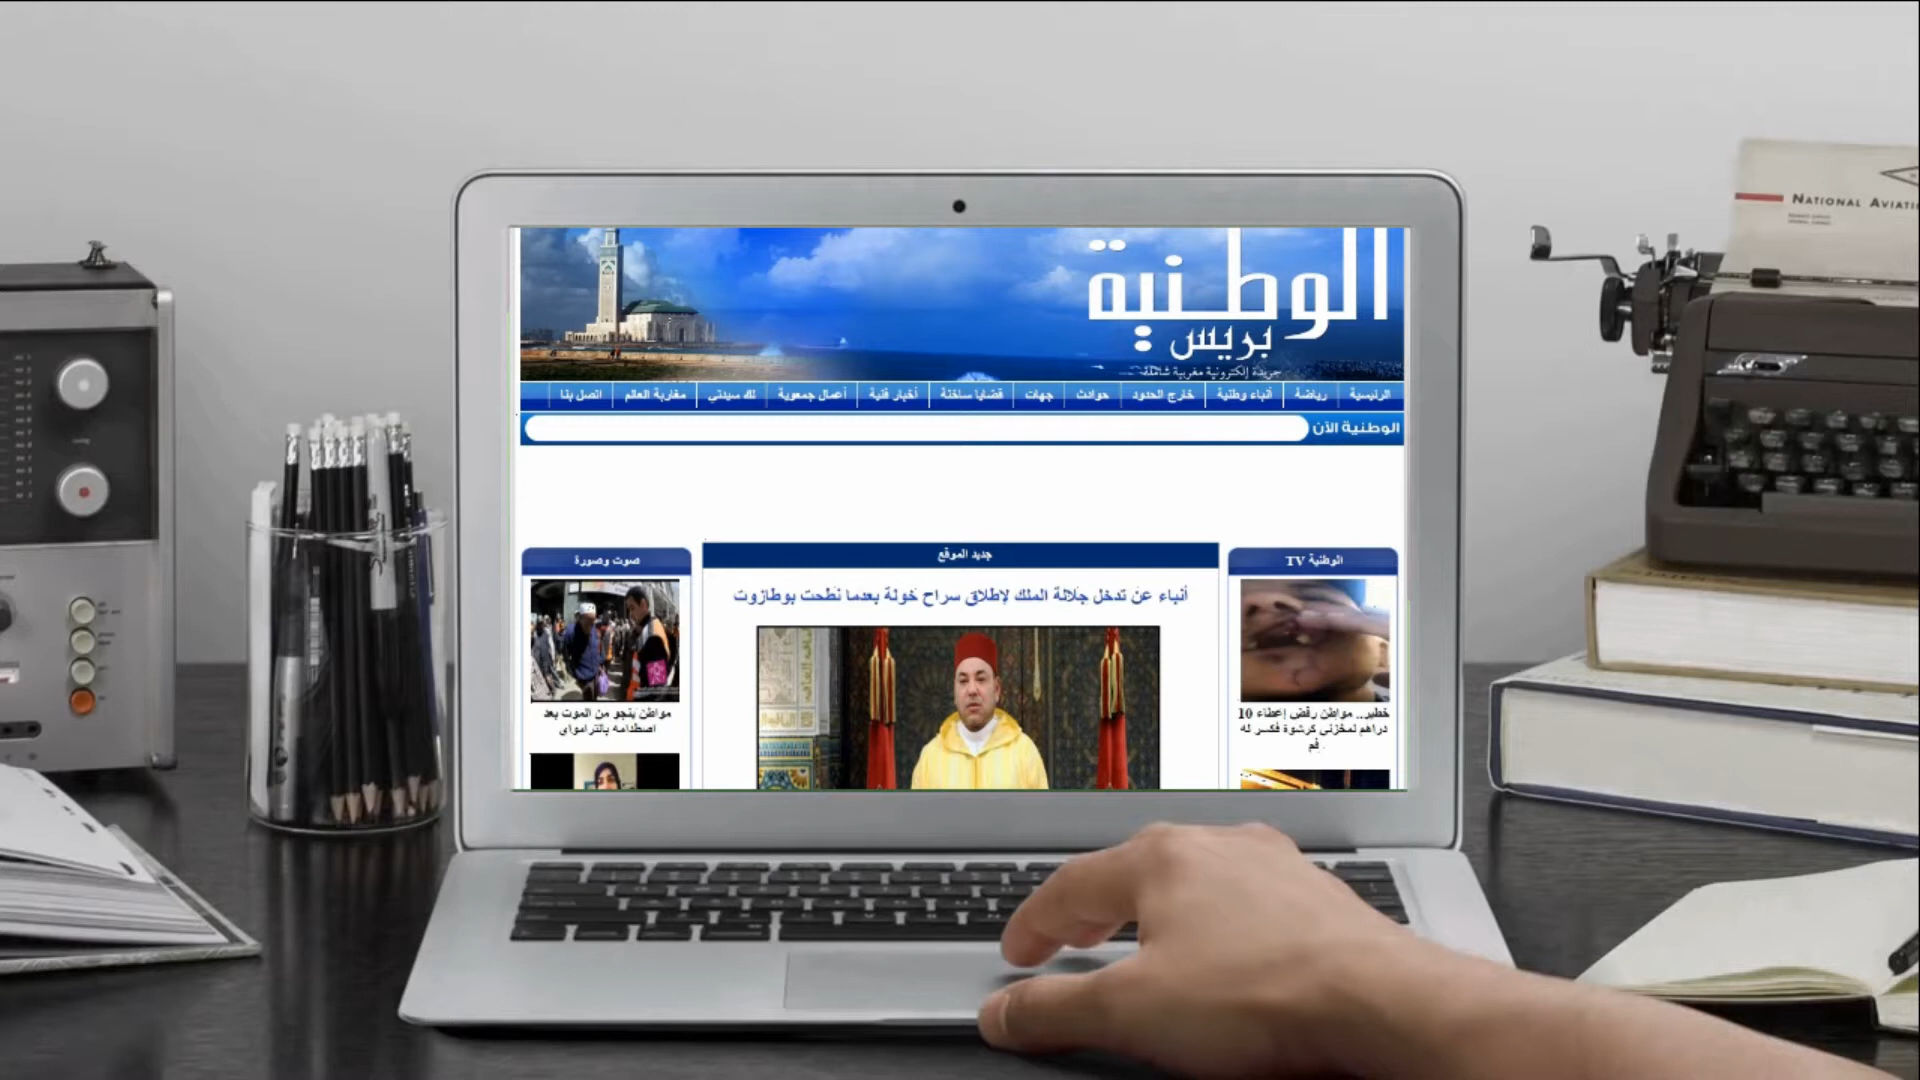 NATIONAL AVIATI
الوطنية
بريس
جريدة إلكترونية مغربية شاملة
الرئيسية رياضة أنباء وطنية خارج الحدود حوادث جهات قضايا ساخنة أخبار فنية أعمال جمعوية لك سيدتي مغاربة العالم اتصل بنا
الوطنية الآن
الوطنية TV
جديد الموقع
صوت وصورة
أنباء عن تدخل جلالة الملك لإطلاق سراح خولة بعدما نطحت بوطازوت
خطير.. مواطن رفض إعطاء 10
دراهم لمخزني كرشوة فكسر له
فم
مواطن ينجو من الموت بعد
اصطدامه بالترامواي